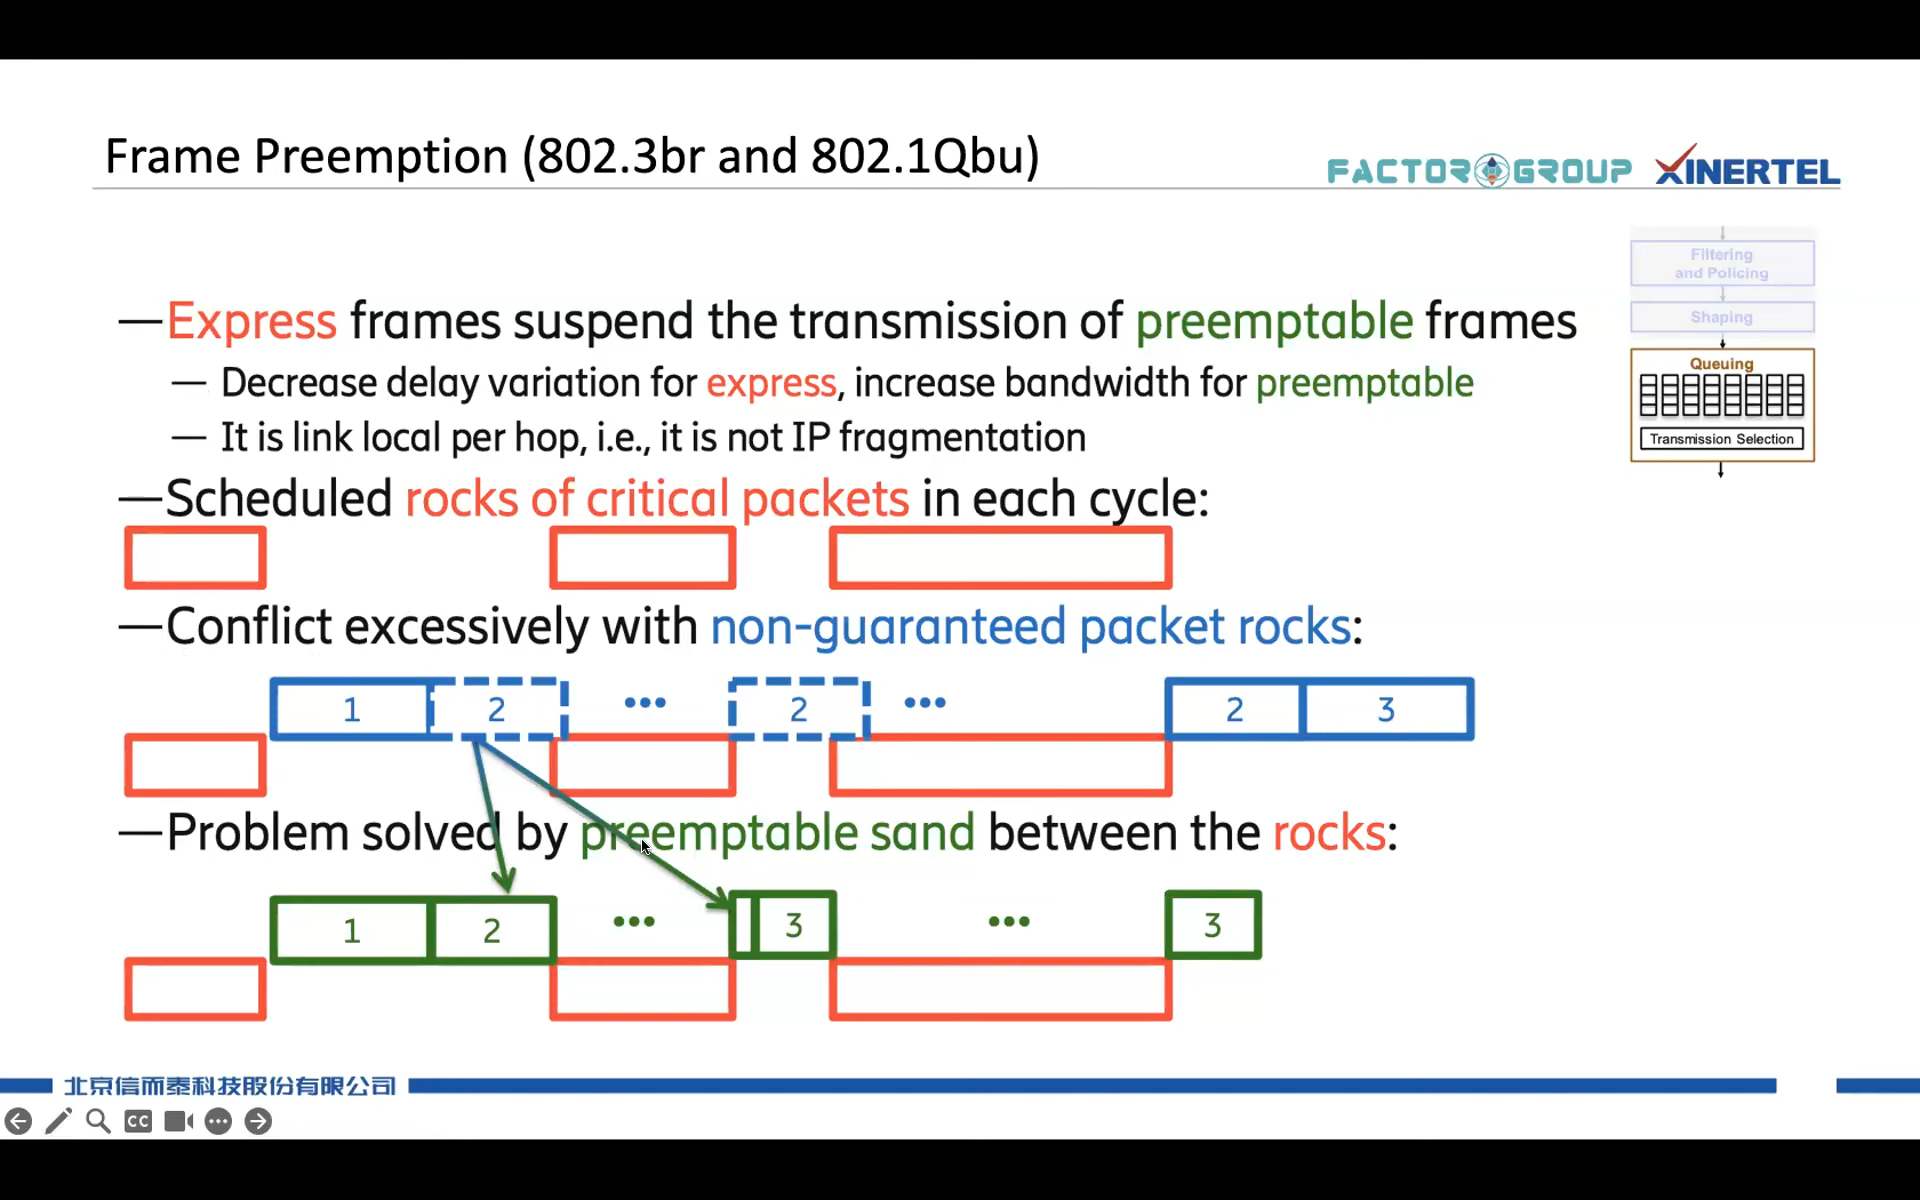 Frame Preemption (802.3br and 802.1Qbu)
FACTOR GROUP XINERTEL
Filtering
and Policing
Shaping
Queuing
Transmission Selection
—Express frames suspend the transmission of preemptable frames
— Decrease delay variation for express, increase bandwidth for preemptable
— It is link local per hop, i.e., it is not IP fragmentation
—Scheduled rocks of critical packets in each cycle:
—Conflict excessively with non-guaranteed packet rocks:
1 2 ••• 2 ••• 2 3
—Problem solved by preemptable sand between the rocks:
1 2 ••• 3 ••• 3
北京信而泰科技股份有限公司
CC